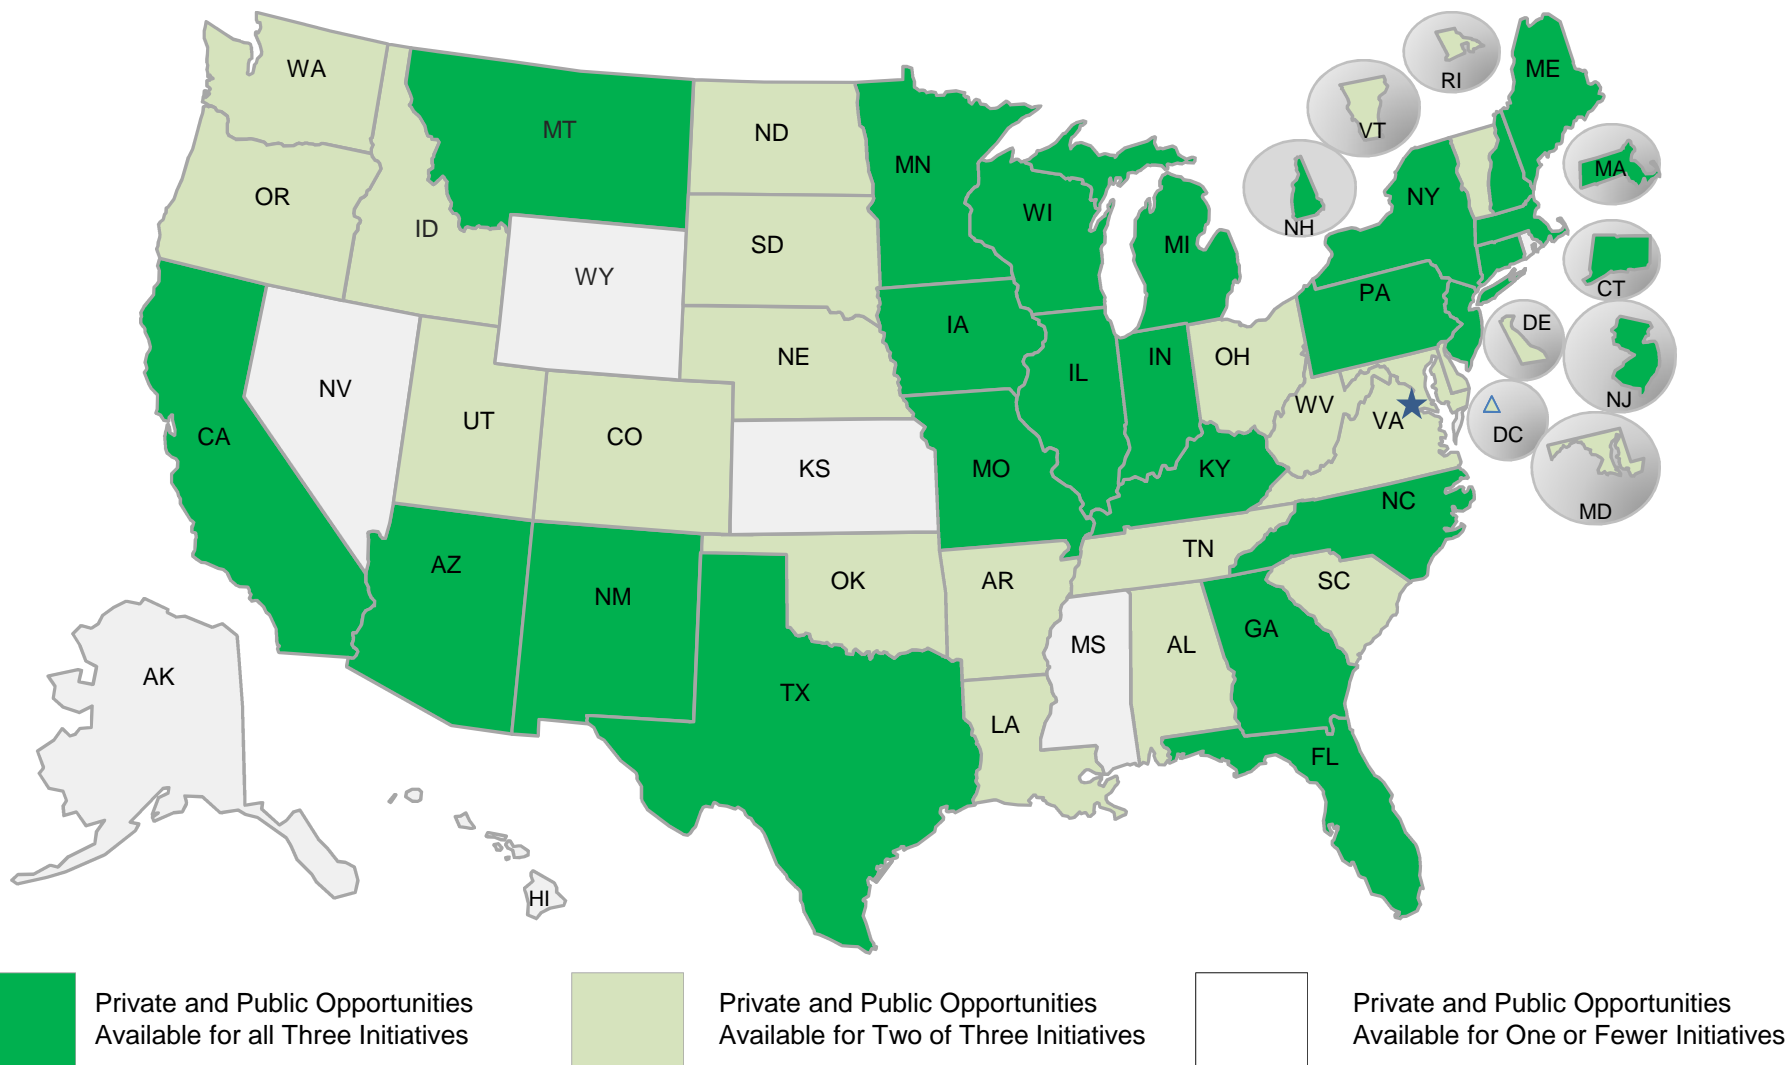 WA
MT
ND
MN
RI
VT
ME
MA
NH
NY
OR
ID
SD
WI
MI
CT
WY
PA
IA
DE
NE
IL
IN
OH
NJ
NV
UT
CO
WV
VA
DC
CA
KS
MO
KY
NC
MD
AZ
NM
OK
AR
TN
SC
AK
TX
MS
AL
GA
LA
FL
HI
Private and Public Opportunities
Available for all Three Initiatives
Private and Public Opportunities
Available for Two of Three Initiatives
Private and Public Opportunities
Available for One or Fewer Initiatives